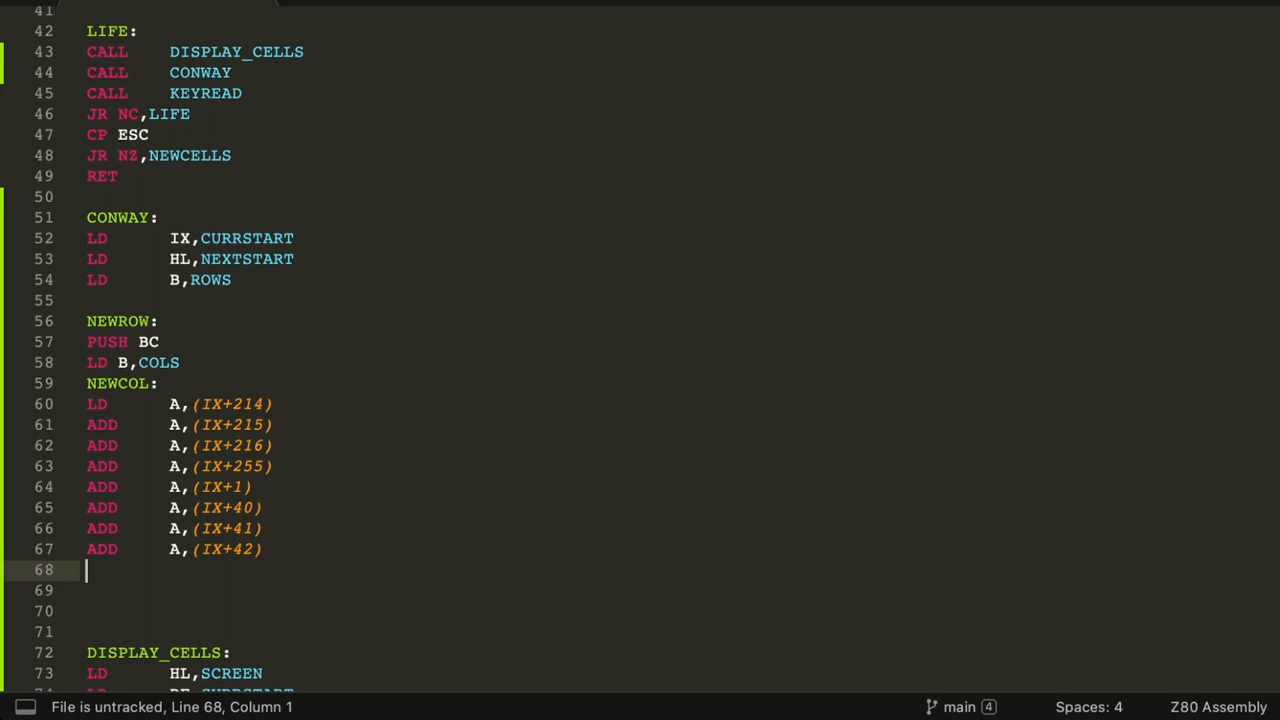 41
42 LIFE:
43 CALL DISPLAY_CELLS
44 CALL CONWAY
45 CALL KEYREAD
46 JR NC,LIFE
47 CP ESC
48 JR NZ,NEWCELLS
49 RET
50
51 CONWAY:
52 LD IX,CURRSTART
53 LD HL,NEXTSTART
54 LD B,ROWS
55
56 NEWROW:
57 PUSH BC
58 LD B,COLS
59 NEWCOL:
60 LD A,(IX+214)
61 ADD A,(IX+215)
62 ADD A,(IX+216)
63 ADD A,(IX+255)
64 ADD A,(IX+1)
65 ADD A,(IX+40)
66 ADD A,(IX+41)
67 ADD A,(IX+42)
68
69
70
71
72 DISPLAY_CELLS:
73 LD HL,SCREEN
74 LD DE,CURRSTART
File is untracked, Line 68, Column 1 main 4 Spaces: 4 Z80 Assembly